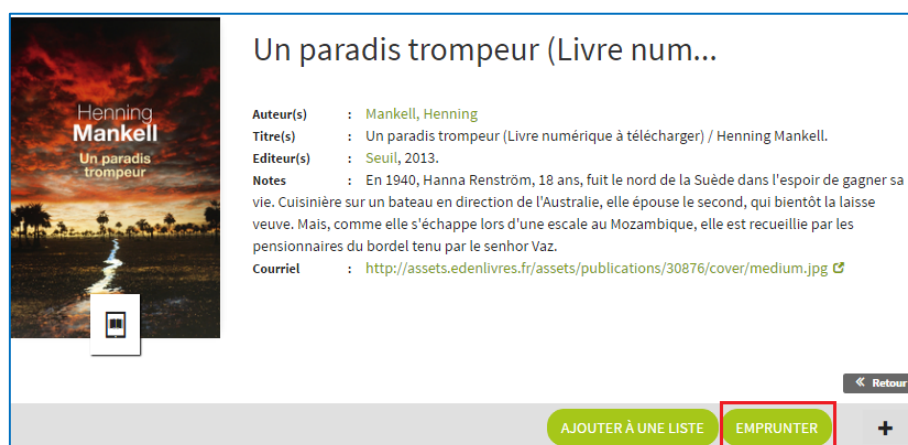 Un paradis trompeur (Livre num...
Henning
Mankell
Un paradis
trompeur
Auteur(s) : Mankell, Henning
Titre(s) : Un paradis trompeur (Livre numérique à télécharger) / Henning Mankell.
Editeur(s) : Seuil, 2013.
Notes : En 1940, Hanna Renström, 18 ans, fuit le nord de la Suède dans l'espoir de gagner sa
vie. Cuisinière sur un bateau en direction de l'Australie, elle épouse le second, qui bientôt la laisse
veuve. Mais, comme elle s'échappe lors d'une escale au Mozambique, elle est recueillie par les
pensionnaires du bordel tenu par le senhor Vaz.
Courriel : http://assets.edenlivres.fr/assets/publications/30876/cover/medium.jpg
« Retour
AJOUTER À UNE LISTE EMPRUNTER +